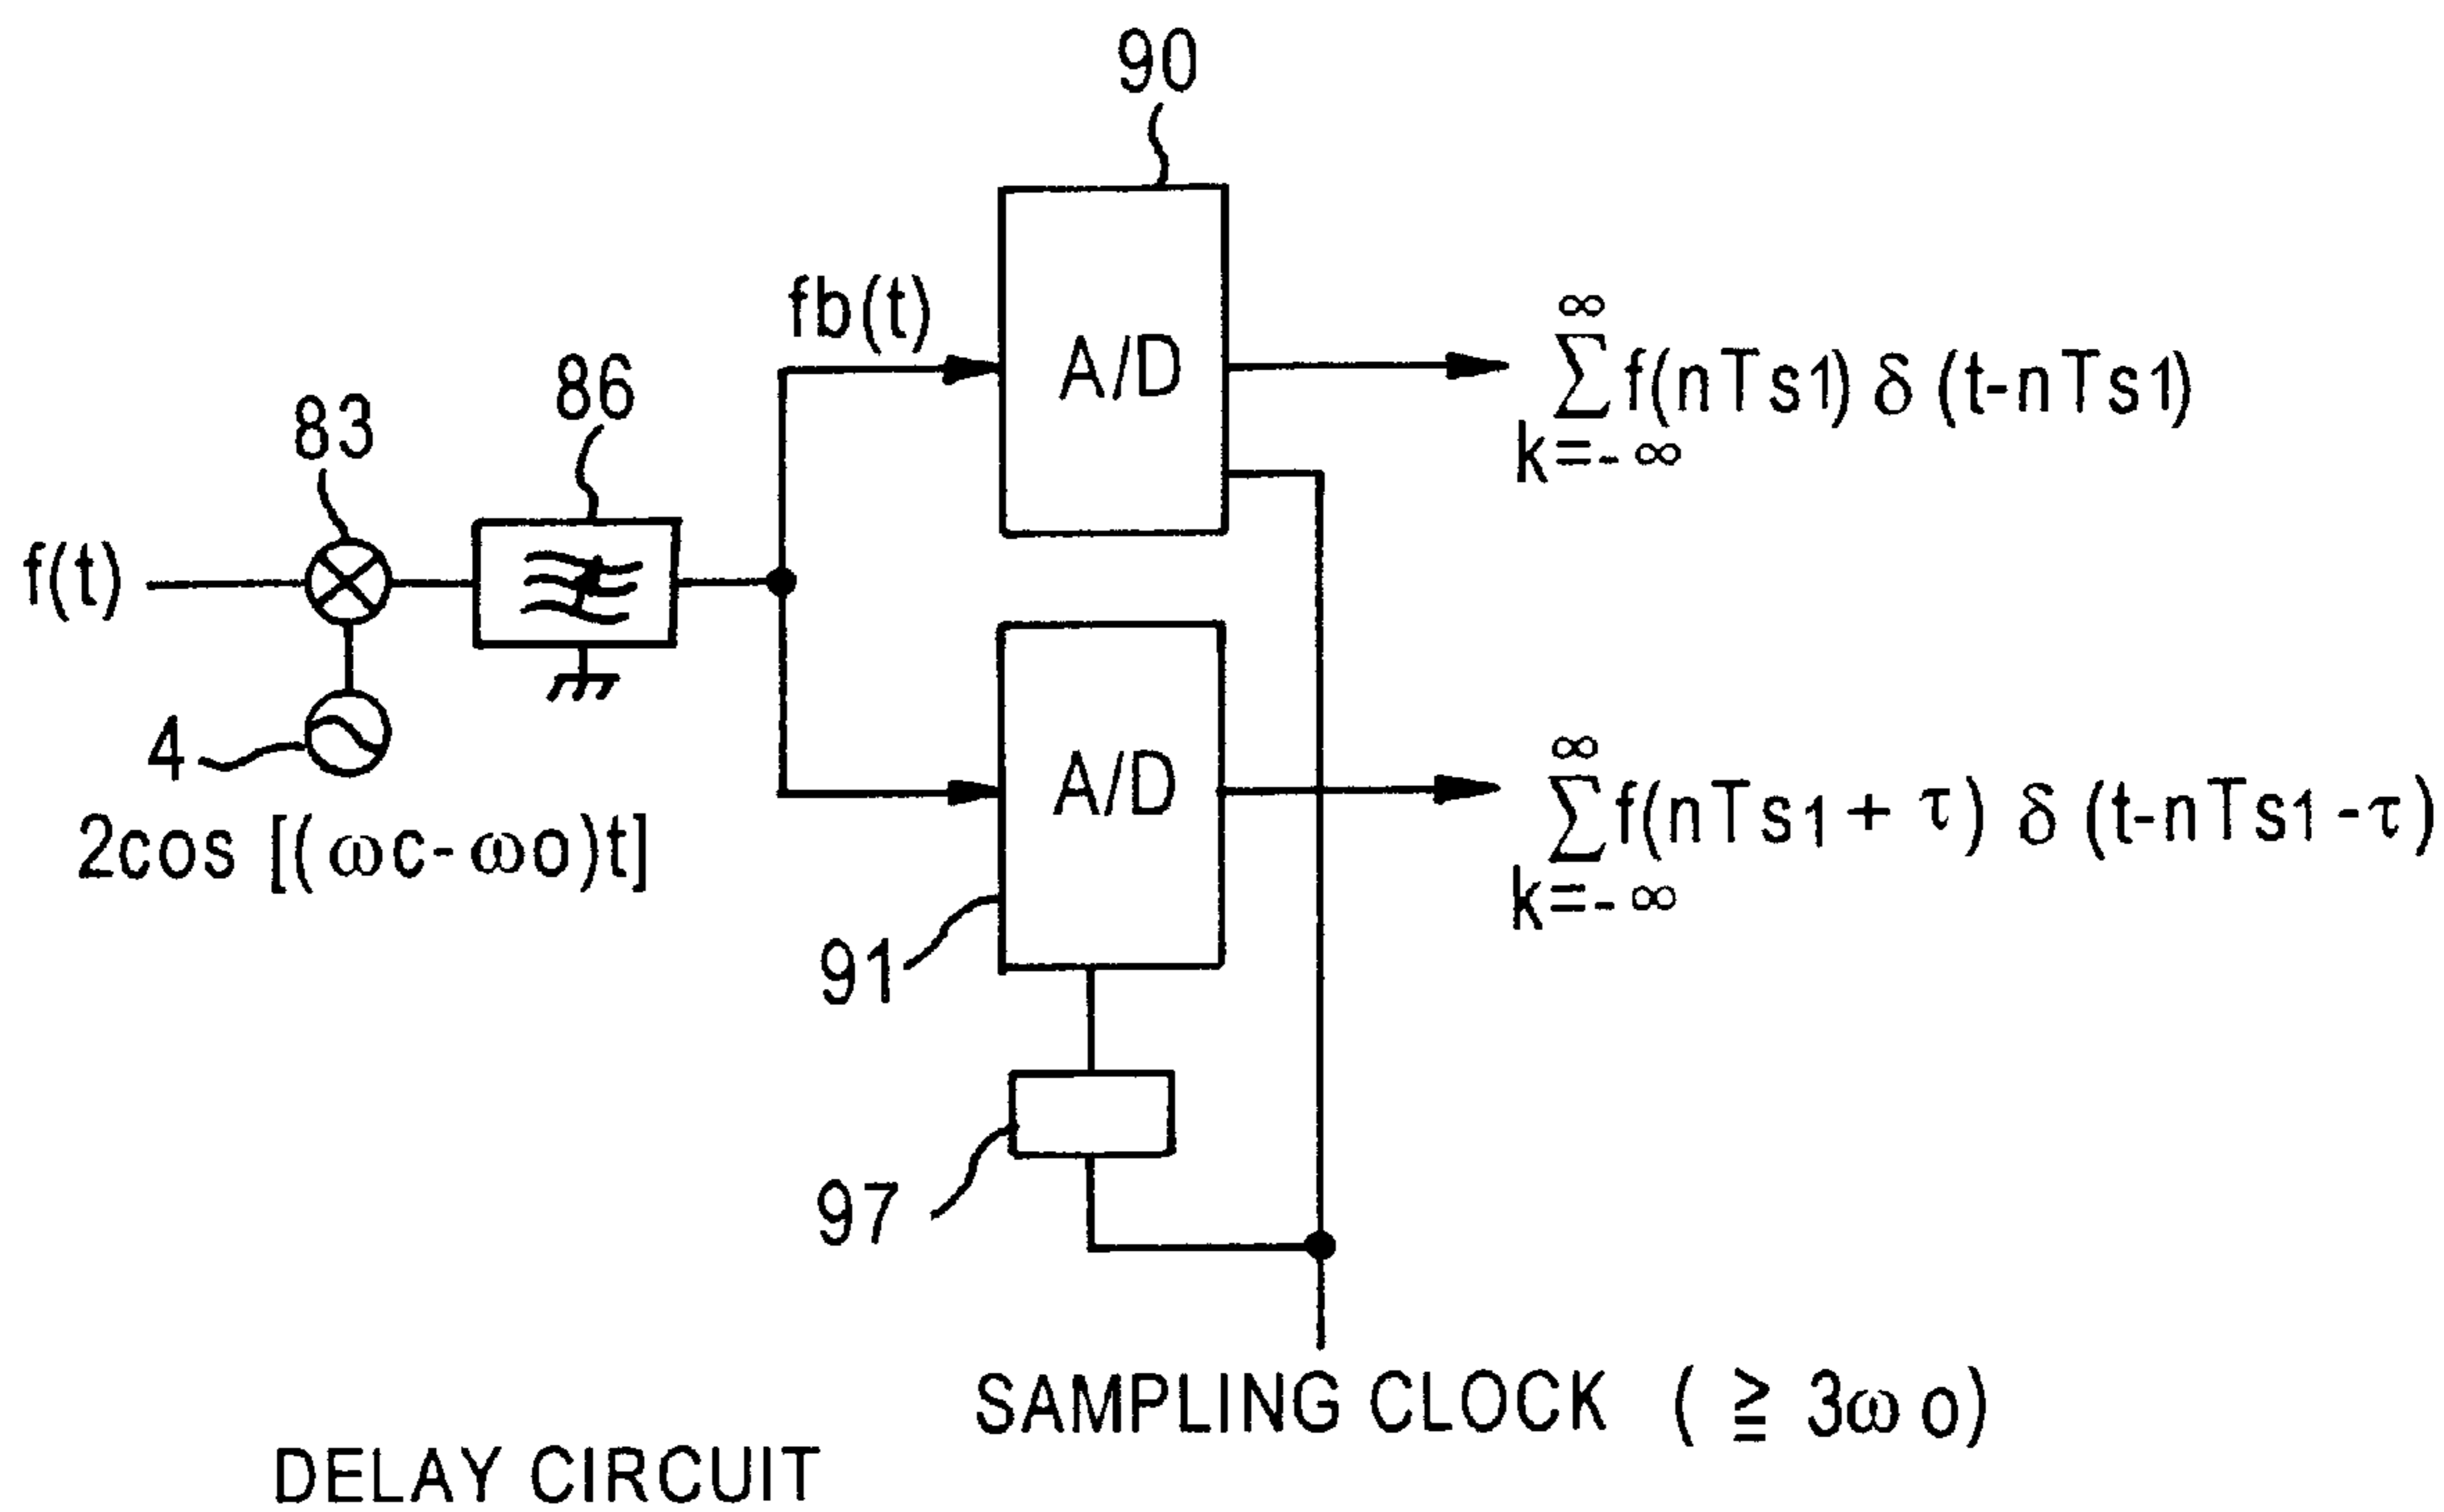 90
fb(t)
A/D
∞
Σ f(nTs1) δ (t-nTs1)
k=-∞
86
83
f(t)
4
2cos [(ωc-ωo)t]
A/D
∞
Σ f(nTs1 + τ) δ (t-nTs1 -τ)
k=-∞
91
97
SAMPLING CLOCK ( ≧ 3ω o)
DELAY CIRCUIT